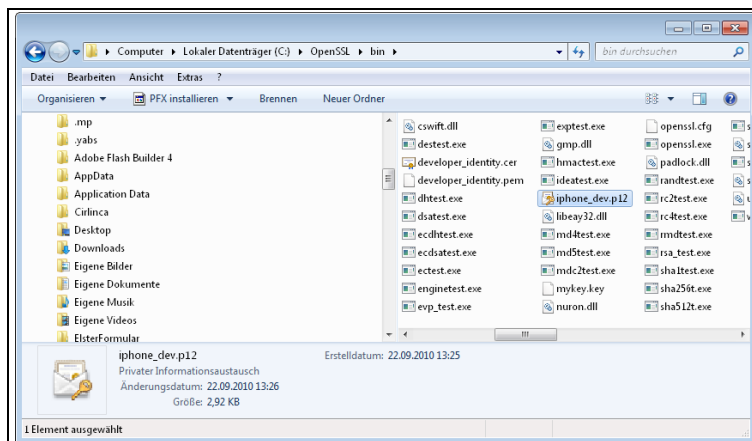 Computer ▸ Lokaler Datenträger (C:) ▸ OpenSSL ▸ bin ▸
bin durchsuchen
Datei Bearbeiten Ansicht Extras ?
Organisieren PFX installieren Brennen Neuer Ordner
.mp
.yabs
Adobe Flash Builder 4
AppData
Application Data
Cirlinca
Desktop
Downloads
Eigene Bilder
Eigene Dokumente
Eigene Musik
Eigene Videos
ElsterFormular
cswift.dll
destest.exe
developer_identity.cer
developer_identity.pem
dhtest.exe
dsatest.exe
ecdhtest.exe
ecdsatest.exe
ectest.exe
enginetest.exe
evp_test.exe
exptest.exe
gmp.dll
hmactest.exe
ideatest.exe
iphone_dev.p12
libeay32.dll
md4test.exe
md5test.exe
mdc2test.exe
mykey.key
nuron.dll
openssl.cfg
openssl.exe
padlock.dll
randtest.exe
rc2test.exe
rc4test.exe
rmdtest.exe
rsa_test.exe
sha1test.exe
sha256t.exe
sha512t.exe
iphone_dev.p12 Erstelldatum: 22.09.2010 13:25
Privater Informationsaustausch
Änderungsdatum: 22.09.2010 13:26
Größe: 2,92 KB
1 Element ausgewählt